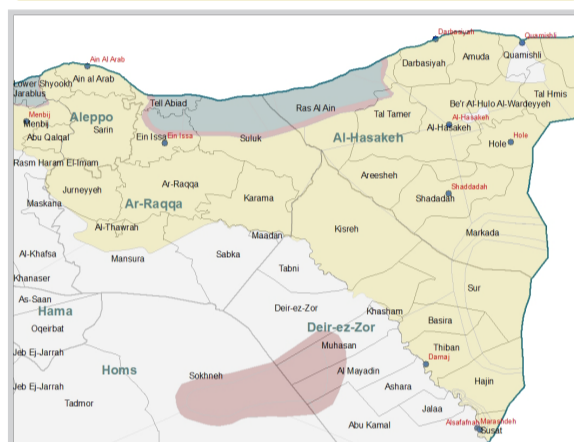 Darbasiyah
Quamishli
Ain Al Arab
Quamishli
Darbasiyah
Amuda
Ain al Arab
Lower Shyookh
Jarablus
Tell Abiad
Ras Al Ain
Tal Hmis
Be'r Al-Hulo Al-Wardeyyeh
Menbij
Menbij
Aleppo
Tal Tamer
Al-Hasakeh
Al-Hasakeh
Sarin
Abu Qalqal
Ein Issa
Ein Issa
Suluk
Al-Hasakeh
Hole
Hole
Rasm Haram El-Imam
Areesheh
Jurneyyeh
Ar-Raqqa
Shaddadah
Karama
Shadadah
Maskana
Ar-Raqqa
Al-Thawrah
Kisreh
Markada
Maadan
Al-Khafsa
Mansura
Sabka
Tabni
Khanaser
Sur
As-Saan
Hama
Deir-ez-Zor
Khasham
Basira
Oqeirbat
Deir-ez-Zor
Muhasan
Thiban
Jeb Ej-Jarrah
Homs
Sokhneh
Al Mayadin
Damaj
Hajin
Jeb Ej-Jarrah
Ashara
Tadmor
Jalaa
Abu Kamal
Alsafafnah
Marashdeh
Susat